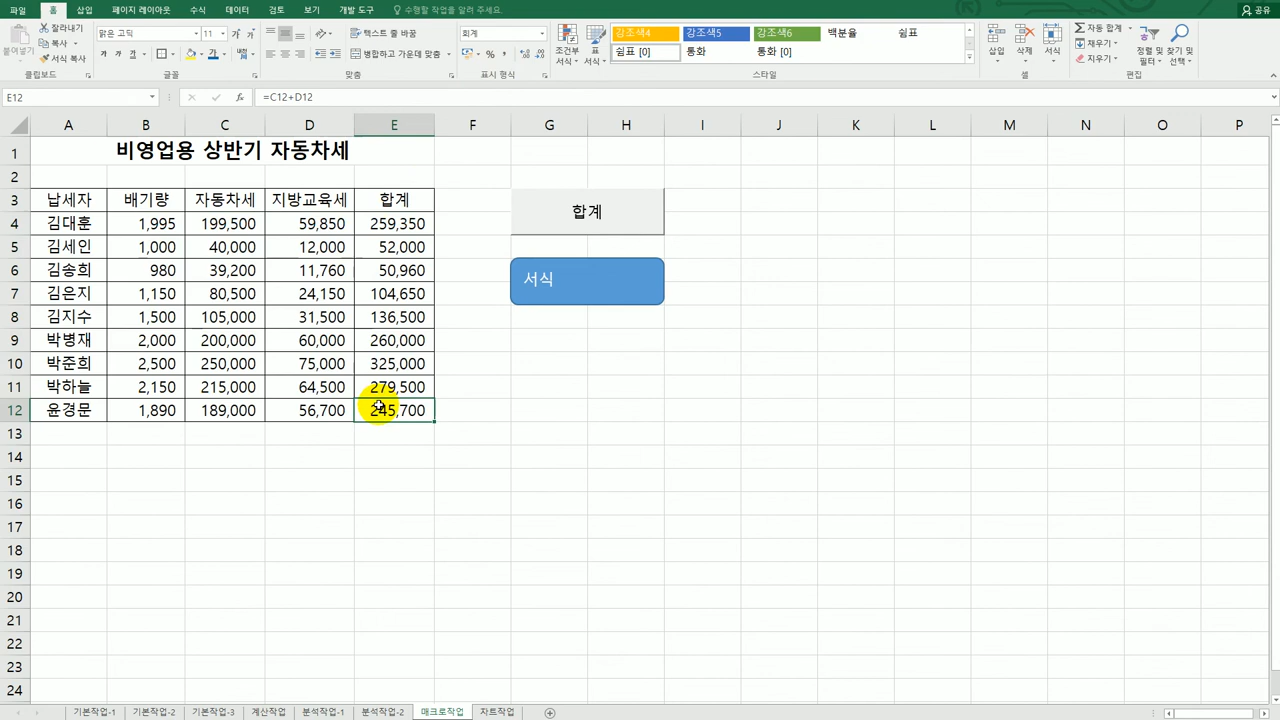 파일 홈 삽입 페이지 레이아웃 수식 데이터 검토 보기 개발 도구 수행할 작업을 알려 주세요. 공유
붙여넣기 잘라내기 복사 서식 복사
맑은 고딕 11 가 가
가 가
텍스트 줄 바꿈
병합하고 가운데 맞춤
회계
% ,
조건부 서식 표 서식
강조색4 강조색5 강조색6 백분율 쉼표
쉼표 [0] 통화 통화 [0]
삽입 삭제 서식
자동 합계 채우기 지우기
정렬 및 필터 찾기 및 선택
클립보드 글꼴 맞춤 표시 형식 스타일 셀 편집
E12 fx =C12+D12
A B C D E F G H I J K L M N O P
1 비영업용 상반기 자동차세
2
3 납세자 배기량 자동차세 지방교육세 합계 합계
4 김대훈 1,995 199,500 59,850 259,350
5 김세인 1,000 40,000 12,000 52,000
6 김송희 980 39,200 11,760 50,960 서식
7 김은지 1,150 80,500 24,150 104,650
8 김지수 1,500 105,000 31,500 136,500
9 박병재 2,000 200,000 60,000 260,000
10 박준희 2,500 250,000 75,000 325,000
11 박하늘 2,150 215,000 64,500 279,500
12 윤경문 1,890 189,000 56,700 245,700
13
14
15
16
17
18
19
20
21
22
23
24
기본작업-1 기본작업-2 기본작업-3 계산작업 분석작업-1 분석작업-2 매크로작업 차트작업